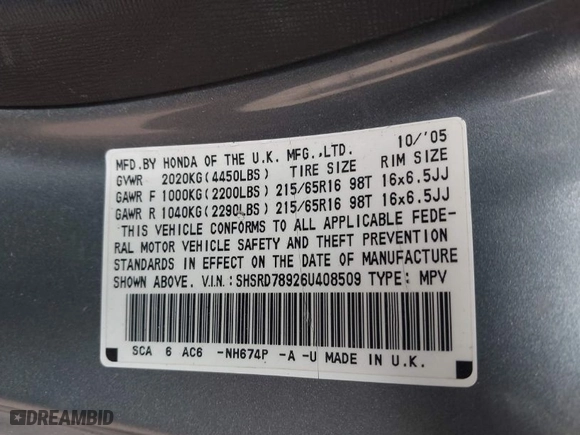 MFD.BY HONDA OF THE U.K. MFG.,LTD. 10/'05
GVWR 2020KG(4450LBS) TIRE SIZE RIM SIZE
GAWR F 1000KG(2200LBS) 215/65R16 98T 16x6.5JJ
GAWR R 1040KG(2290LBS) 215/65R16 98T 16x6.5JJ
THIS VEHICLE CONFORMS TO ALL APPLICABLE FEDE-
RAL MOTOR VEHICLE SAFETY AND THEFT PREVENTION
STANDARDS IN EFFECT ON THE DATE OF MANUFACTURE
SHOWN ABOVE. V.I.N.:SHSRD78926U408509 TYPE: MPV
SCA 6 AC6 -NH674P -A -U MADE IN U.K.
DREAMBID